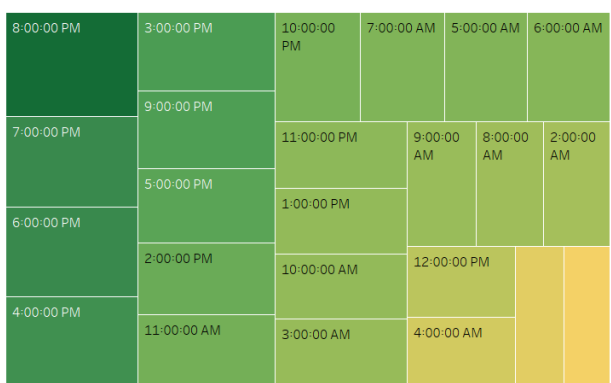 8:00:00 PM
7:00:00 PM
6:00:00 PM
4:00:00 PM
3:00:00 PM
9:00:00 PM
5:00:00 PM
2:00:00 PM
11:00:00 AM
10:00:00
PM
7:00:00 AM
5:00:00 AM
6:00:00 AM
11:00:00 PM
1:00:00 PM
10:00:00 AM
3:00:00 AM
9:00:00
AM
8:00:00
AM
2:00:00
AM
12:00:00 PM
4:00:00 AM